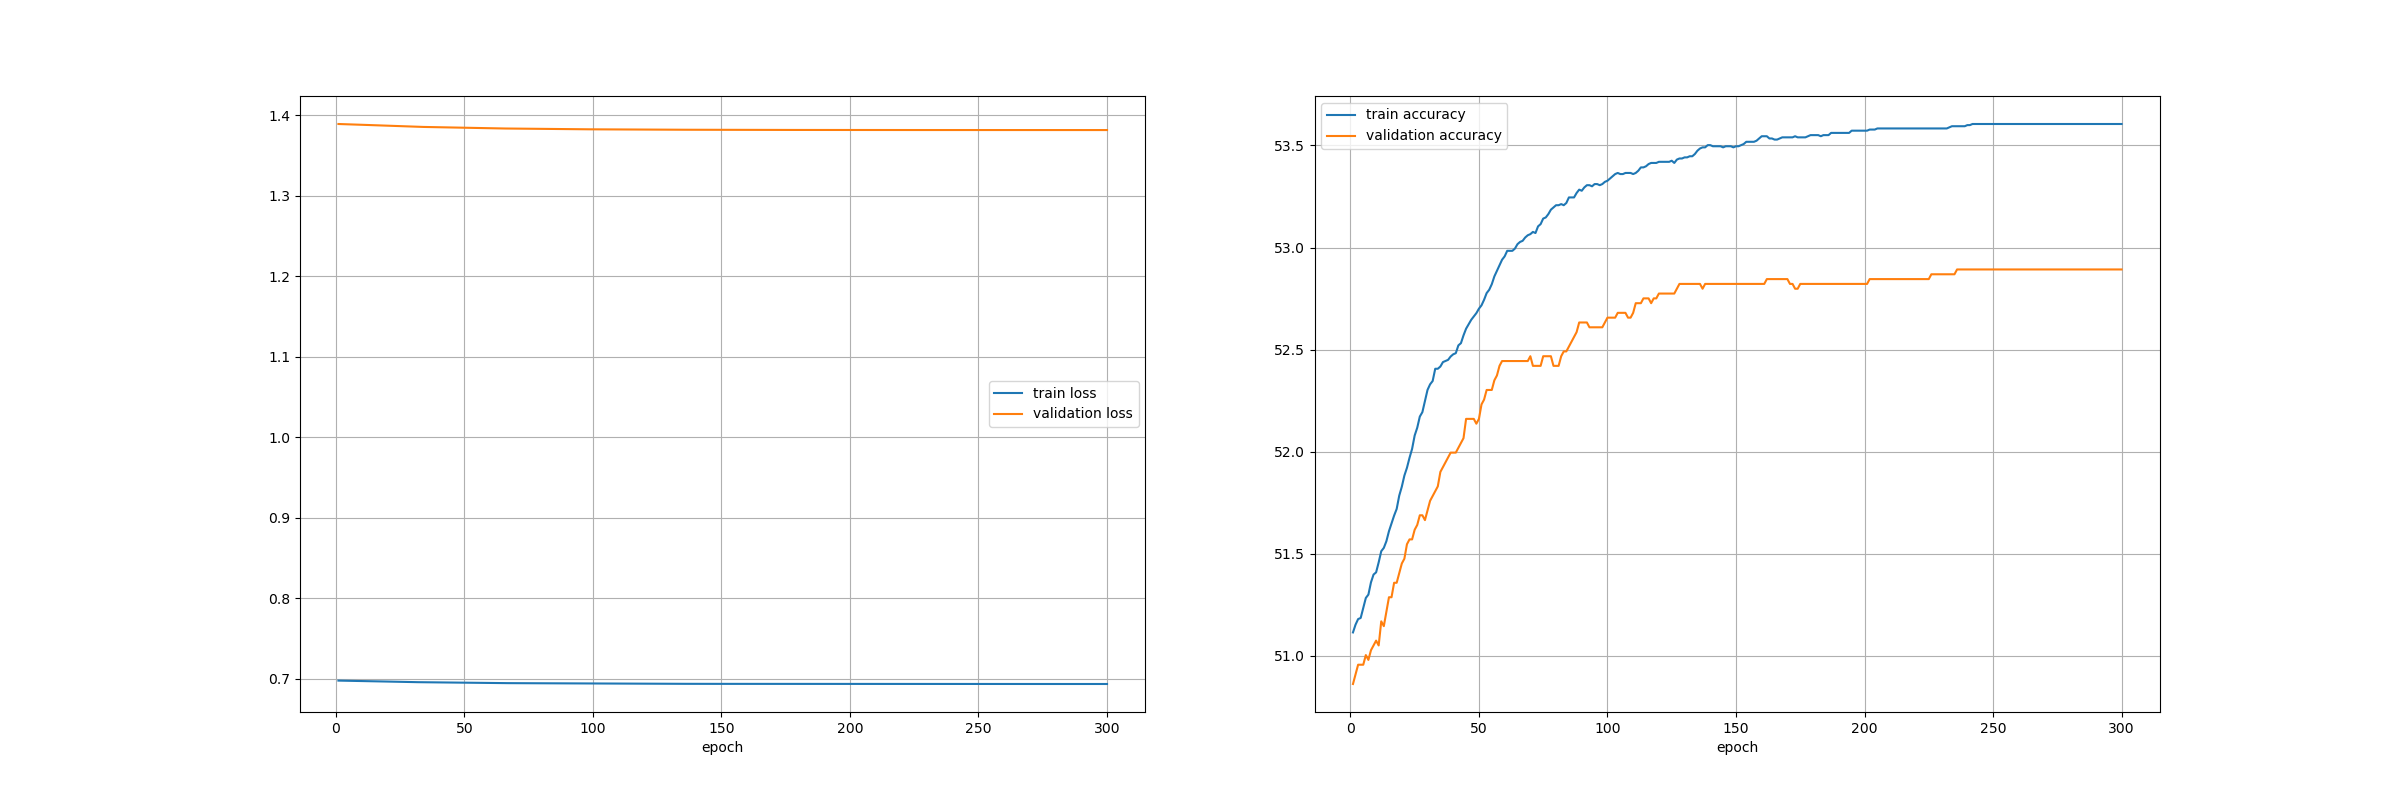 1.4
1.3
1.2
1.1
1.0
0.9
0.8
0.7
0 50 100 150 200 250 300
epoch
train loss
validation loss
53.5
53.0
52.5
52.0
51.5
51.0
0 50 100 150 200 250 300
epoch
train accuracy
validation accuracy